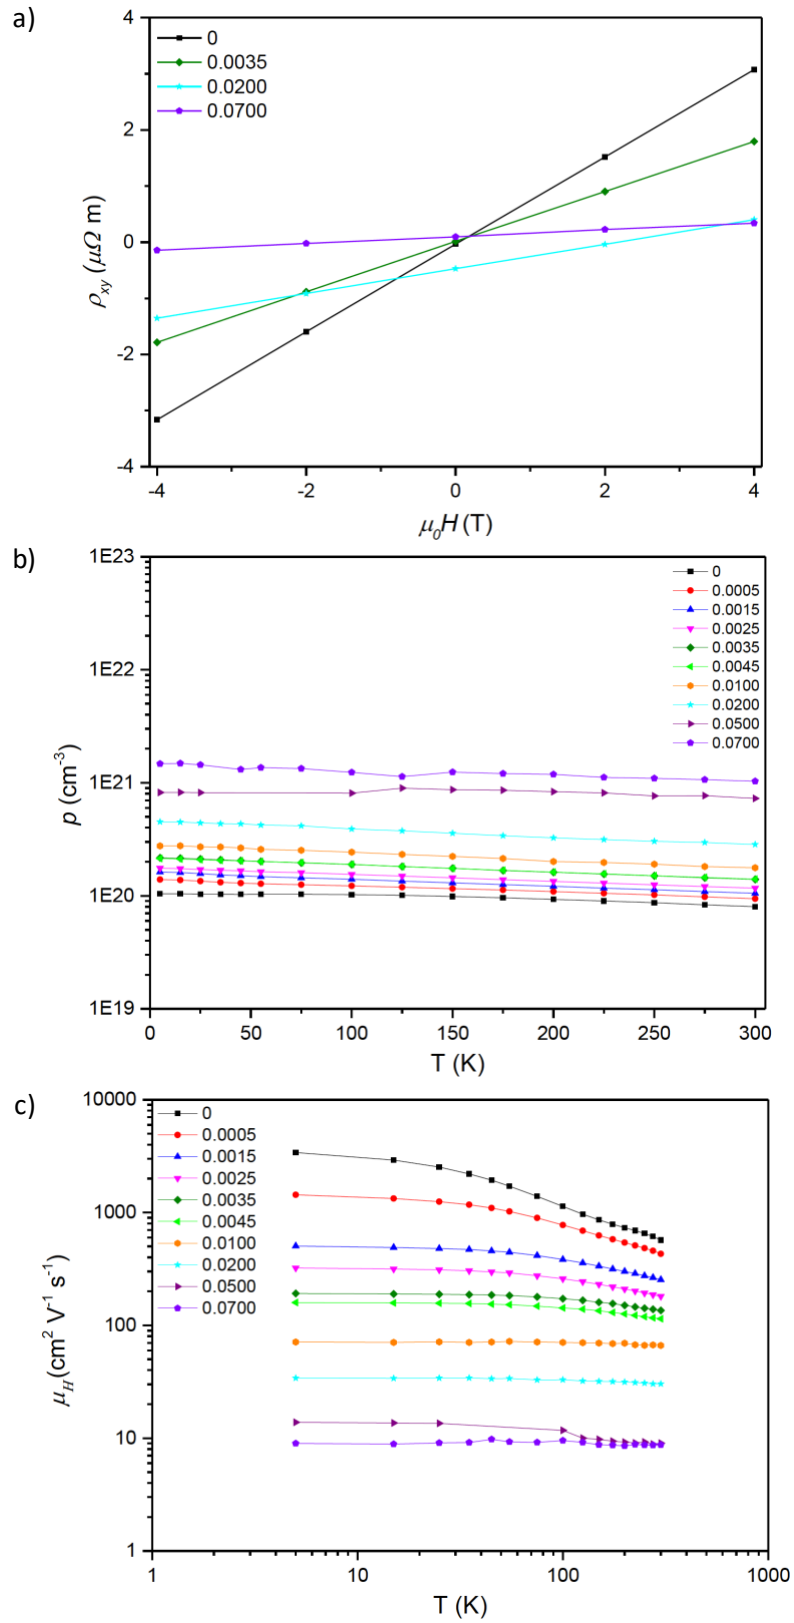 a)
4
2
0
-2
-4
ρxy (μΩ m)
0
0.0035
0.0200
0.0700
-4 -2 0 2 4
μ0H (T)
b)
1E23
1E22
1E21
1E20
1E19
p (cm-3)
0
0.0005
0.0015
0.0025
0.0035
0.0045
0.0100
0.0200
0.0500
0.0700
0 50 100 150 200 250 300
T (K)
c)
10000
1000
100
10
1
μH (cm2 V-1 s-1)
0
0.0005
0.0015
0.0025
0.0035
0.0045
0.0100
0.0200
0.0500
0.0700
1 10 100 1000
T (K)